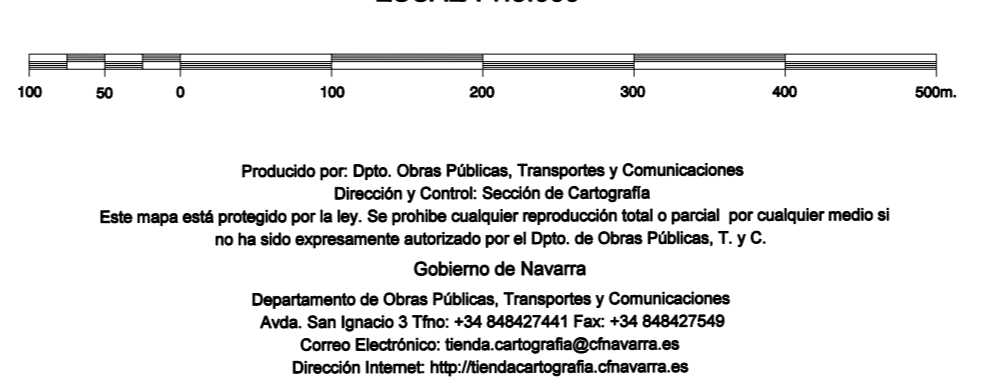 100 50 0 100 200 300 400 500m.
Producido por: Dpto. Obras Públicas, Transportes y Comunicaciones
Dirección y Control: Sección de Cartografía
Este mapa está protegido por la ley. Se prohibe cualquier reproducción total o parcial por cualquier medio si
no ha sido expresamente autorizado por el Dpto. de Obras Públicas, T. y C.
Gobierno de Navarra
Departamento de Obras Públicas, Transportes y Comunicaciones
Avda. San Ignacio 3 Tfno: +34 848427441 Fax: +34 848427549
Correo Electrónico: tienda.cartografia@cfnavarra.es
Dirección Internet: http://tiendacartografia.cfnavarra.es